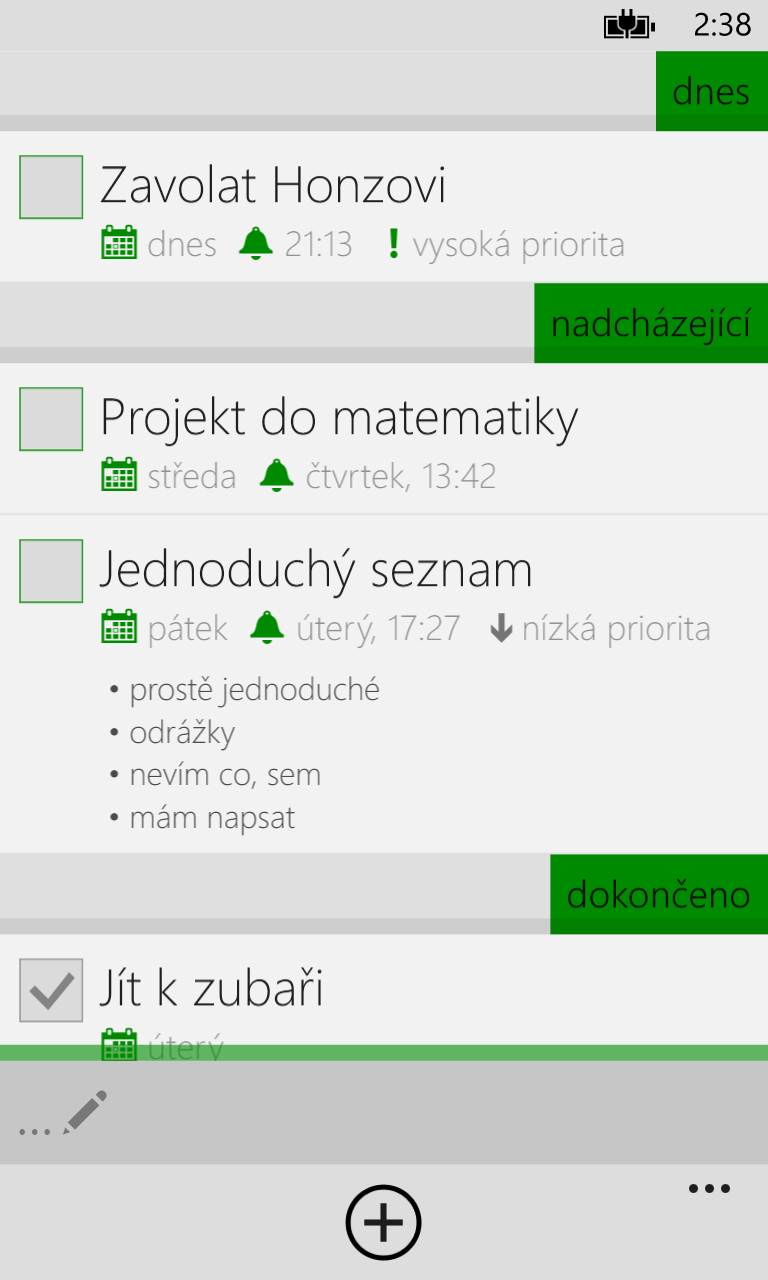 2:38
dnes
Zavolat Honzovi
dnes 21:13 ! vysoká priorita
nadcházející
Projekt do matematiky
středa čtvrtek, 13:42
Jednoduchý seznam
pátek úterý, 17:27 nízká priorita
• prostě jednoduché
• odrážky
• nevím co, sem
• mám napsat
dokončeno
Jít k zubaři
úterý
...